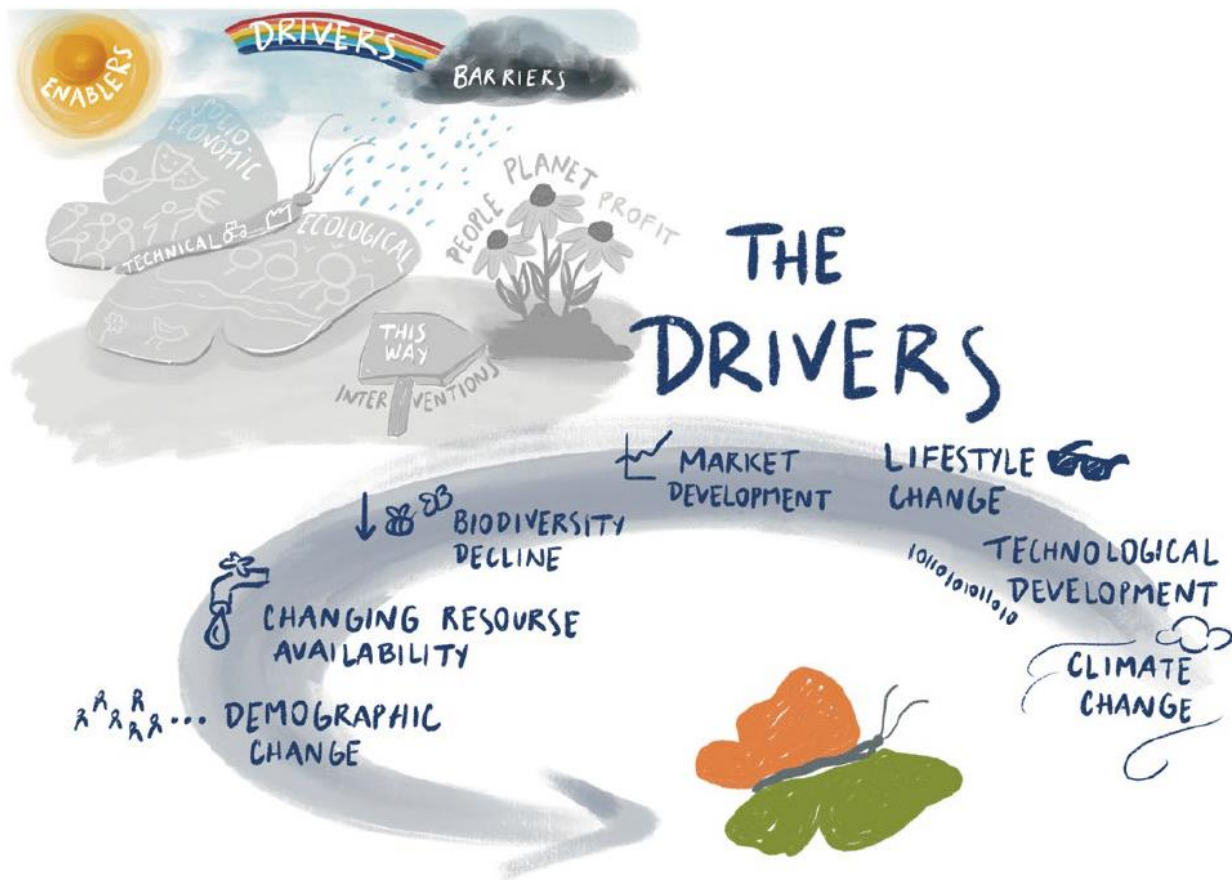 ENABLERS
DRIVERS
BARRIERS
SOCIO
ECONOMIC
TECHNICAL
ECOLOGICAL
PEOPLE PLANET PROFIT
THIS
WAY
INTERVENTIONS
THE
DRIVERS
MARKET
DEVELOPMENT
LIFESTYLE
CHANGE
BIODIVERSITY
DECLINE
TECHNOLOGICAL
DEVELOPMENT
10110101011010
CHANGING RESOURSE
AVAILABILITY
CLIMATE
CHANGE
... DEMOGRAPHIC
CHANGE